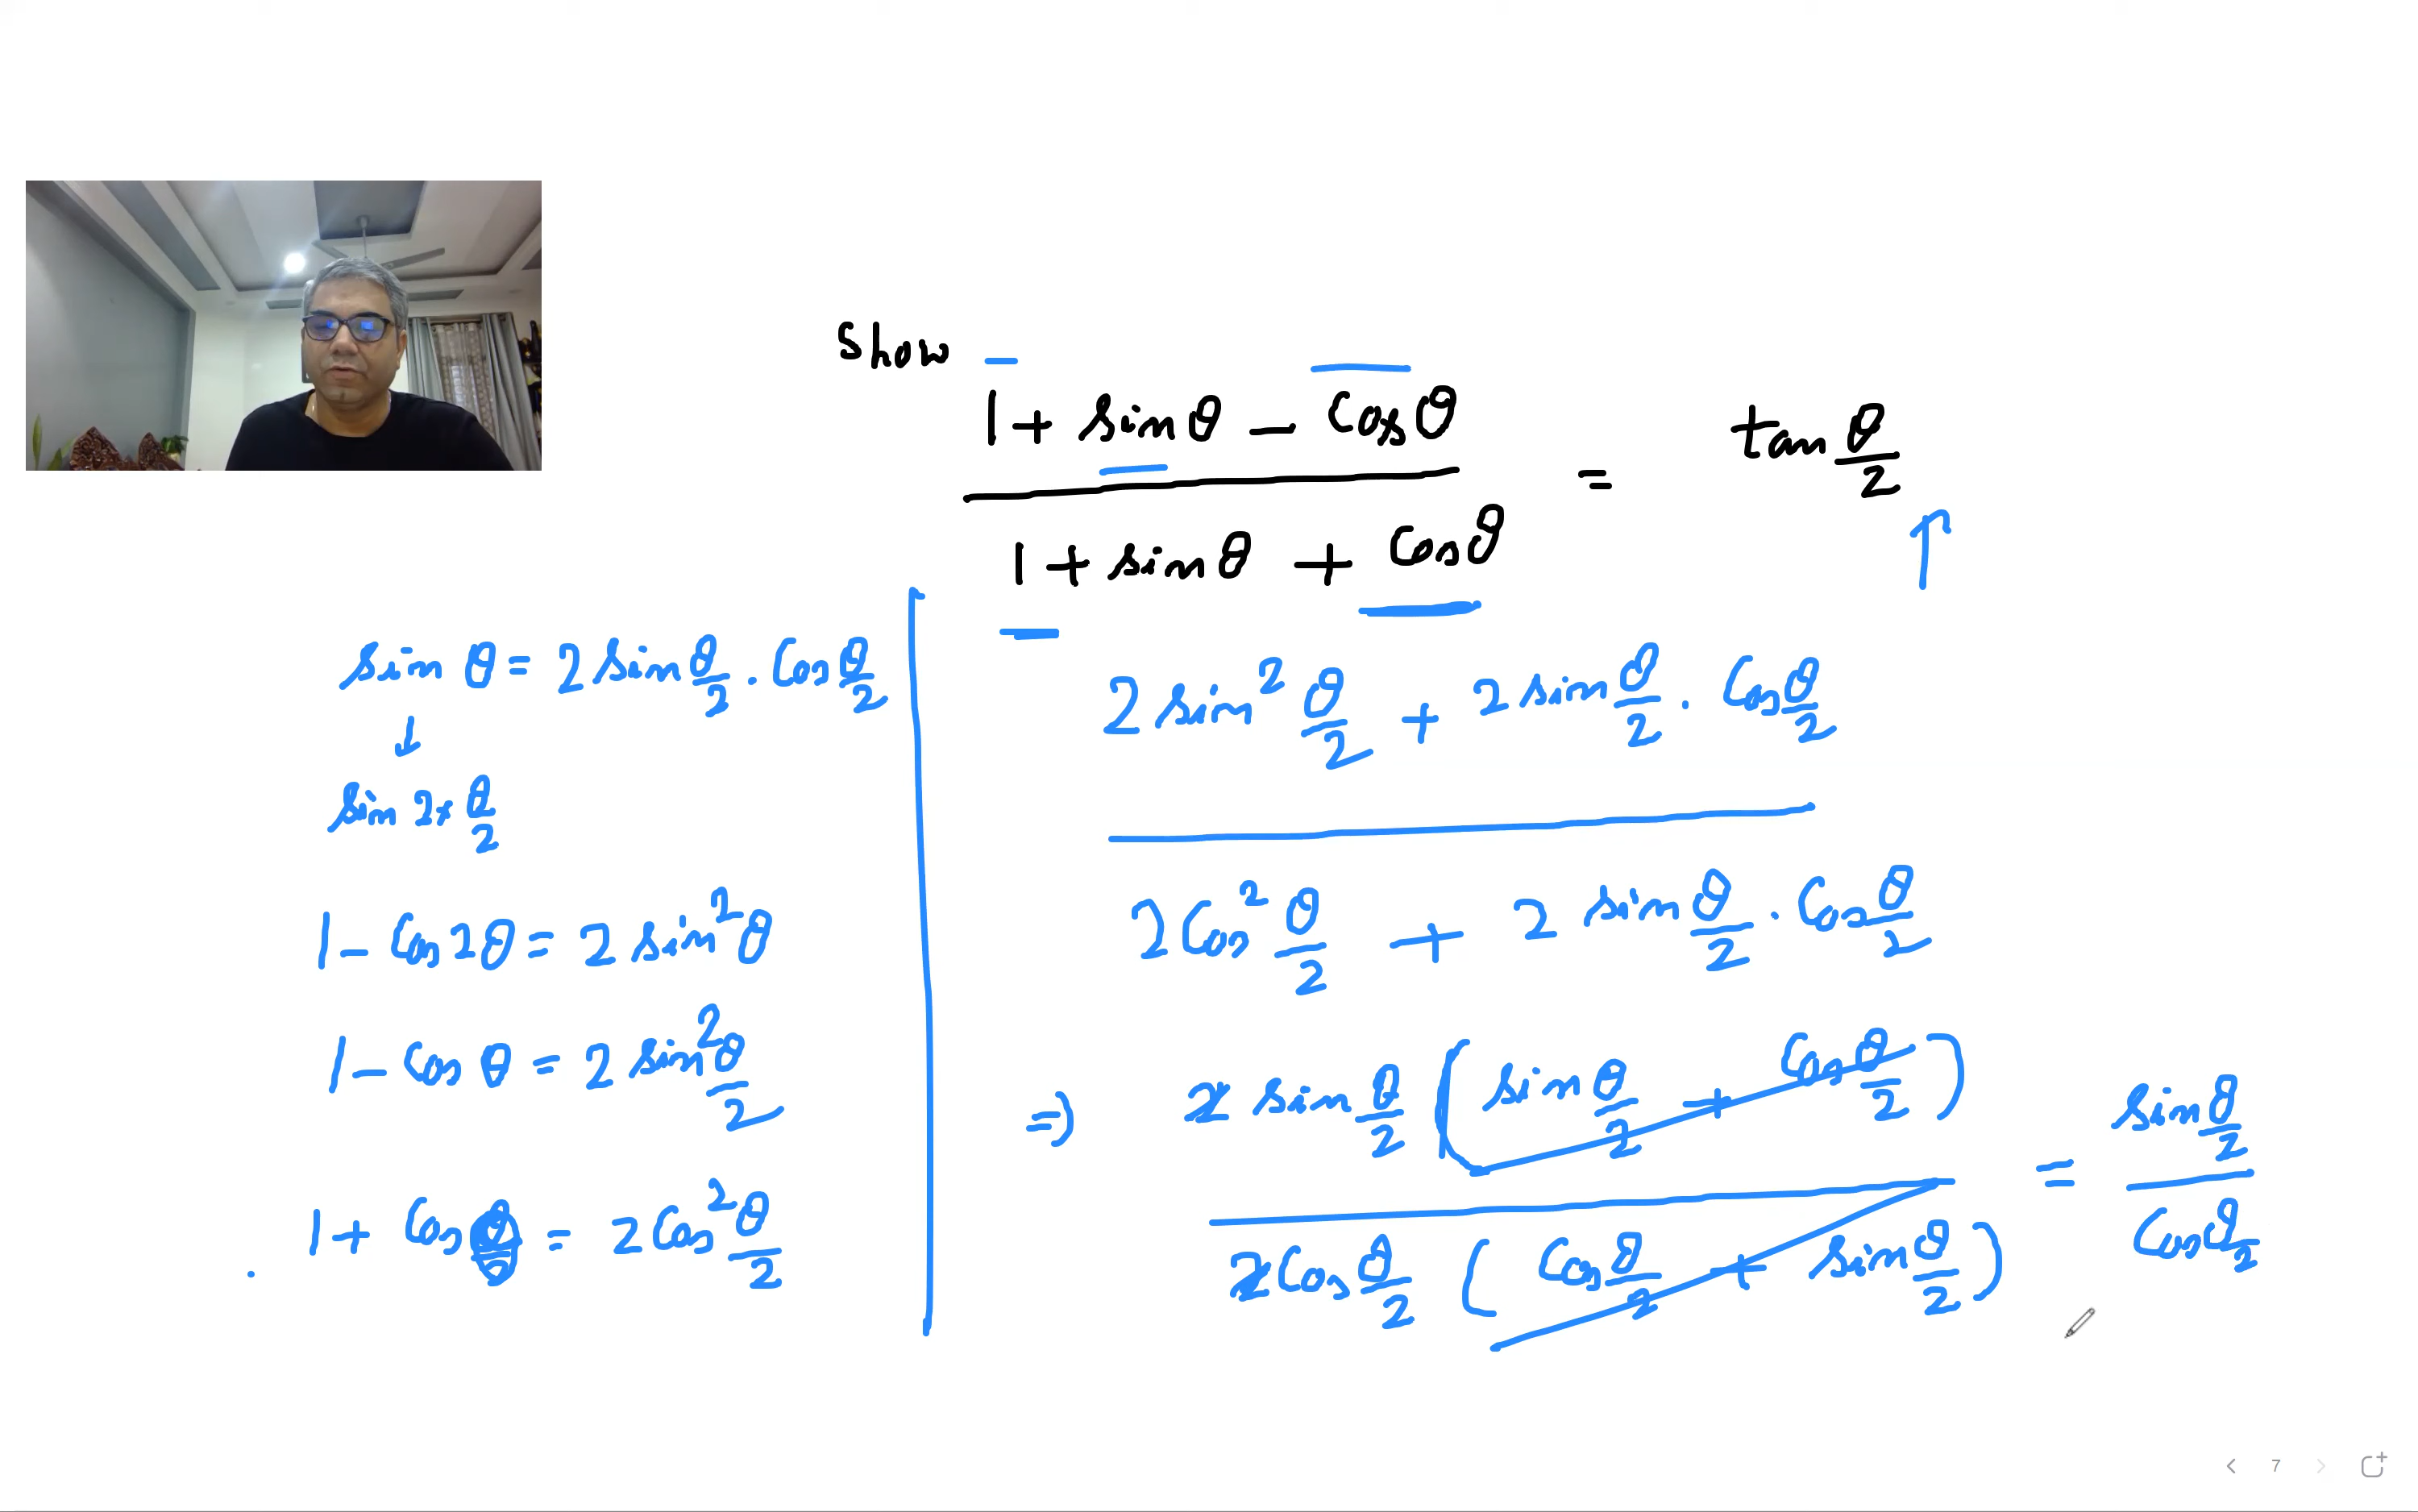 Show
1 + sin θ − Cos θ
1 + sin θ + Cos θ
= tan θ/2
sin θ = 2 sin θ/2 . Cos θ/2
↓
sin 2 × θ/2
1 − Cos 2θ = 2 sin² θ
1 − Cos θ = 2 sin² θ/2
1 + Cos θ = 2 Cos² θ/2
2 sin² θ/2 + 2 sin θ/2 . Cos θ/2
2 Cos² θ/2 + 2 sin θ/2 . Cos θ/2
⇒ 2 sin θ/2 ( sin θ/2 + Cos θ/2 )
2 Cos θ/2 ( Cos θ/2 + sin θ/2 )
= sin θ/2
Cos θ/2
7